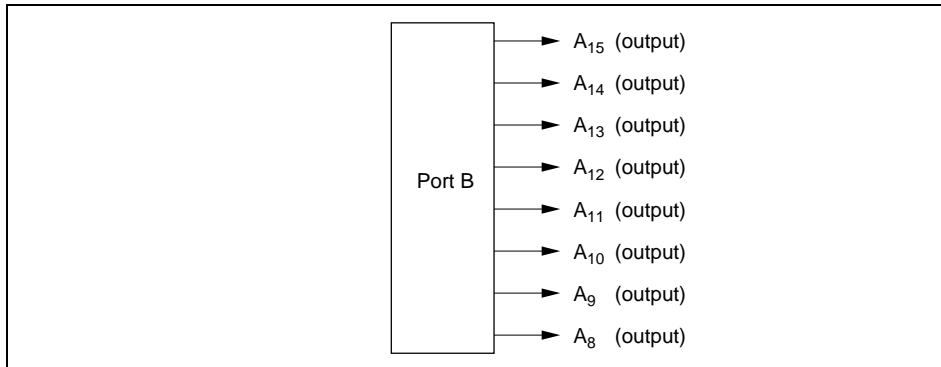 A15 (output)
A14 (output)
A13 (output)
A12 (output)
Port B
A11 (output)
A10 (output)
A9 (output)
A8 (output)